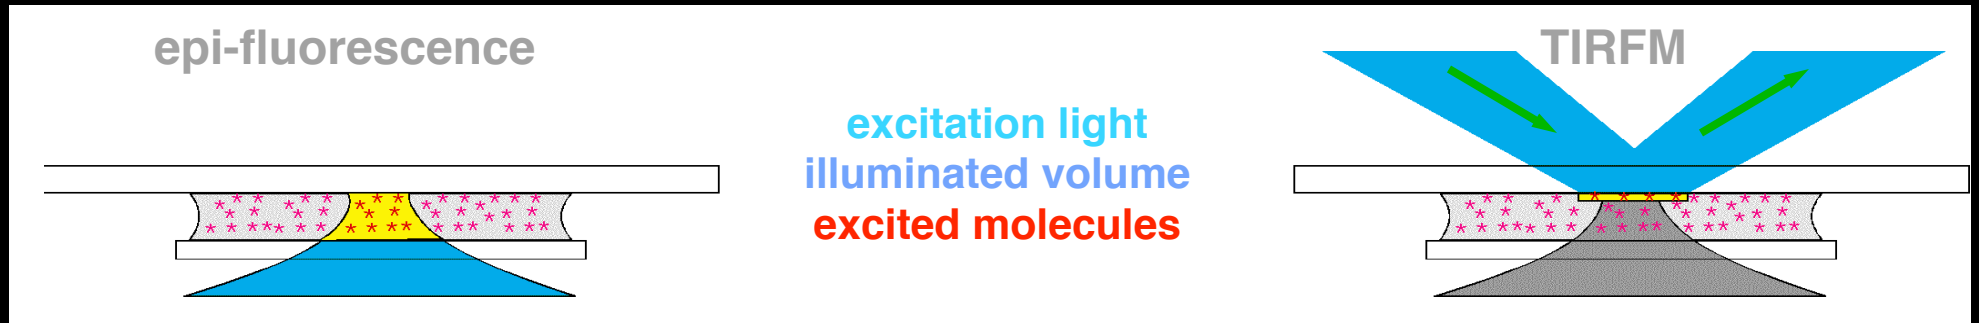 epi-fluorescence
TIRFM
excitation light
illuminated volume
excited molecules